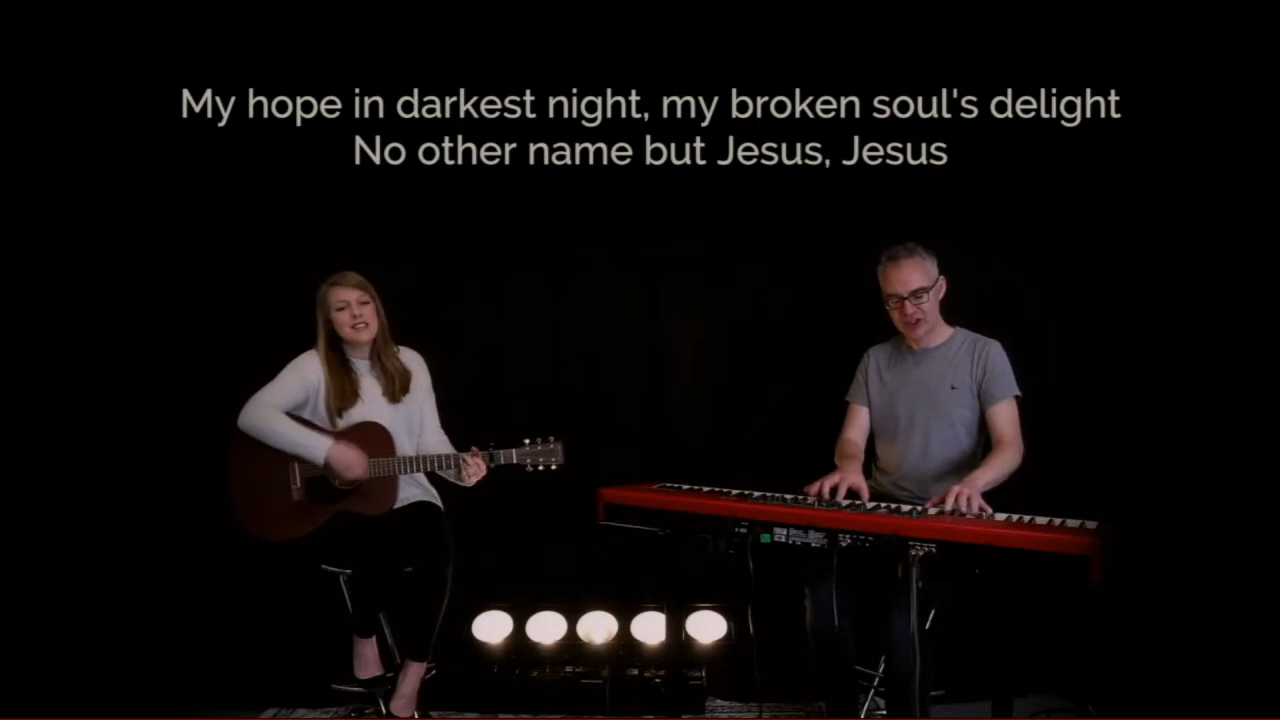 My hope in darkest night, my broken soul's delight
No other name but Jesus, Jesus